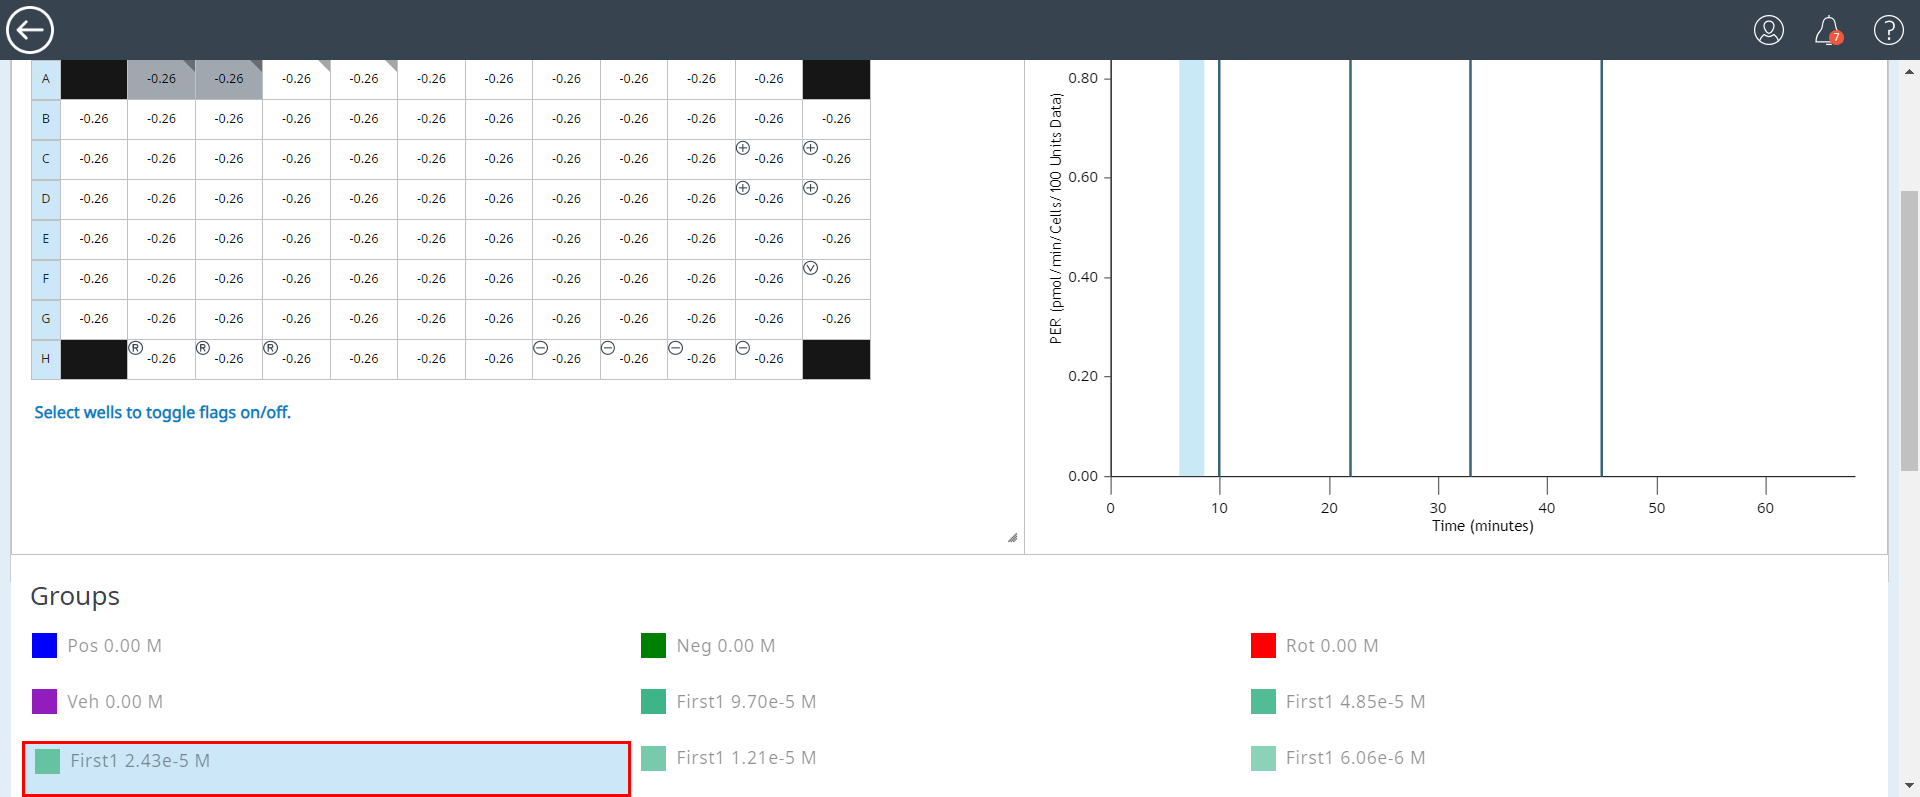 7
?
A -0.26 -0.26 -0.26 -0.26 -0.26 -0.26 -0.26 -0.26 -0.26 -0.26
B -0.26 -0.26 -0.26 -0.26 -0.26 -0.26 -0.26 -0.26 -0.26 -0.26 -0.26 -0.26
C -0.26 -0.26 -0.26 -0.26 -0.26 -0.26 -0.26 -0.26 -0.26 -0.26 + -0.26 + -0.26
D -0.26 -0.26 -0.26 -0.26 -0.26 -0.26 -0.26 -0.26 -0.26 -0.26 + -0.26 + -0.26
E -0.26 -0.26 -0.26 -0.26 -0.26 -0.26 -0.26 -0.26 -0.26 -0.26 -0.26 -0.26
F -0.26 -0.26 -0.26 -0.26 -0.26 -0.26 -0.26 -0.26 -0.26 -0.26 -0.26 V -0.26
G -0.26 -0.26 -0.26 -0.26 -0.26 -0.26 -0.26 -0.26 -0.26 -0.26 -0.26 -0.26
H R -0.26 R -0.26 R -0.26 -0.26 -0.26 -0.26 − -0.26 − -0.26 − -0.26 − -0.26
Select wells to toggle flags on/off.
PER (pmol/min/Cells/100 Units Data)
0.80
0.60
0.40
0.20
0.00
0 10 20 30 40 50 60
Time (minutes)
Groups
Pos 0.00 M
Neg 0.00 M
Rot 0.00 M
Veh 0.00 M
First1 9.70e-5 M
First1 4.85e-5 M
First1 2.43e-5 M
First1 1.21e-5 M
First1 6.06e-6 M